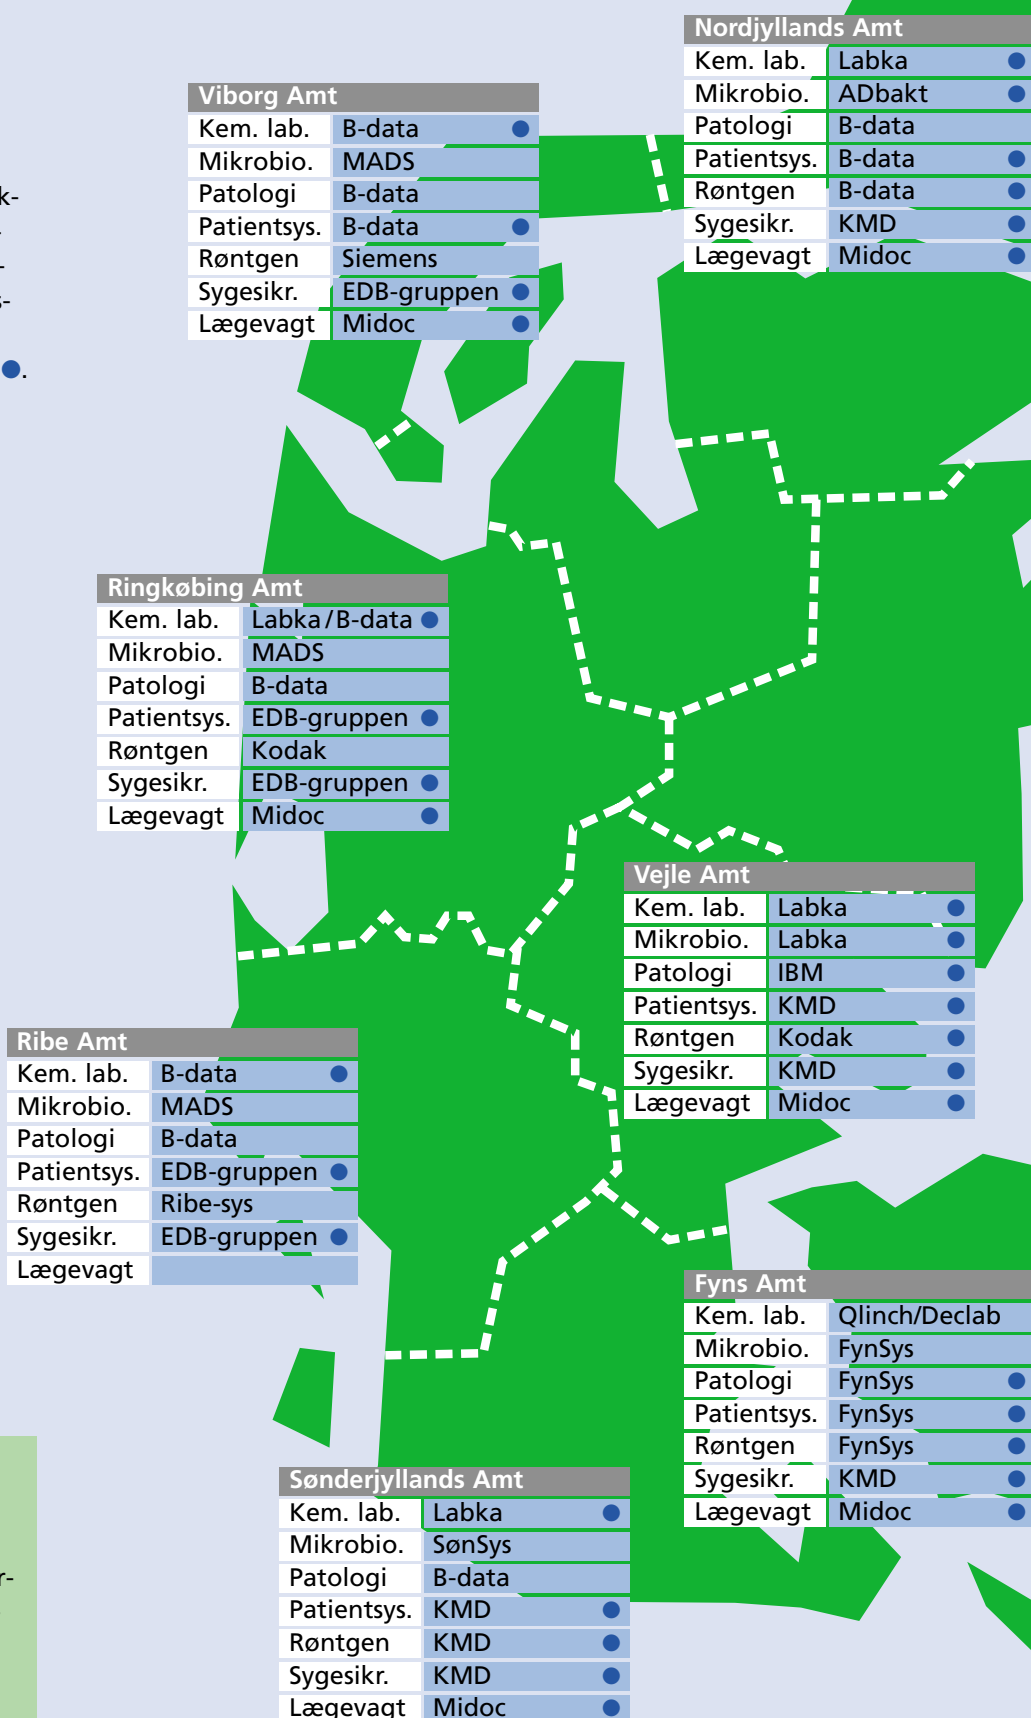 Nordjyllands Amt
Kem. lab. Labka
Mikrobio. ADbakt
Patologi B-data
Patientsys. B-data
Røntgen B-data
Sygesikr. KMD
Lægevagt Midoc
Viborg Amt
Kem. lab. B-data
Mikrobio. MADS
Patologi B-data
Patientsys. B-data
Røntgen Siemens
Sygesikr. EDB-gruppen
Lægevagt Midoc
k-
-
-
s-
.
Ringkøbing Amt
Kem. lab. Labka/B-data
Mikrobio. MADS
Patologi B-data
Patientsys. EDB-gruppen
Røntgen Kodak
Sygesikr. EDB-gruppen
Lægevagt Midoc
Vejle Amt
Kem. lab. Labka
Mikrobio. Labka
Patologi IBM
Patientsys. KMD
Røntgen Kodak
Sygesikr. KMD
Lægevagt Midoc
Ribe Amt
Kem. lab. B-data
Mikrobio. MADS
Patologi B-data
Patientsys. EDB-gruppen
Røntgen Ribe-sys
Sygesikr. EDB-gruppen
Lægevagt
Fyns Amt
Kem. lab. Qlinch/Declab
Mikrobio. FynSys
Patologi FynSys
Patientsys. FynSys
Røntgen FynSys
Sygesikr. KMD
Lægevagt Midoc
Sønderjyllands Amt
Kem. lab. Labka
Mikrobio. SønSys
Patologi B-data
Patientsys. KMD
Røntgen KMD
Sygesikr. KMD
Lægevagt Midoc
r-